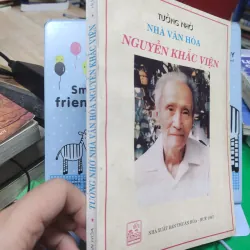 TƯỞNG NHỚ
NHÀ VĂN HÓA
NGUYỄN KHẮC VIỆN
TƯỞNG NHỚ NHÀ VĂN HÓA NGUYỄN KHẮC VIỆN
Sm
friend